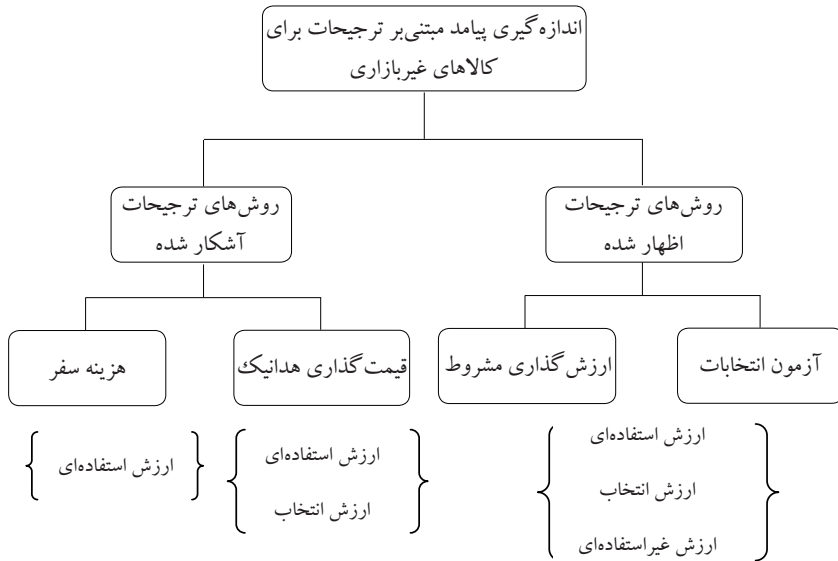 اندازه‌گیری پیامد مبتنی‌بر ترجیحات برای
کالاهای غیربازاری
روش‌های ترجیحات
اظهار شده
روش‌های ترجیحات
آشکار شده
آزمون انتخابات
ارزش‌گذاری مشروط
قیمت‌گذاری هدانیک
هزینه سفر
ارزش استفاده‌ای
ارزش انتخاب
ارزش غیراستفاده‌ای
ارزش استفاده‌ای
ارزش انتخاب
ارزش استفاده‌ای